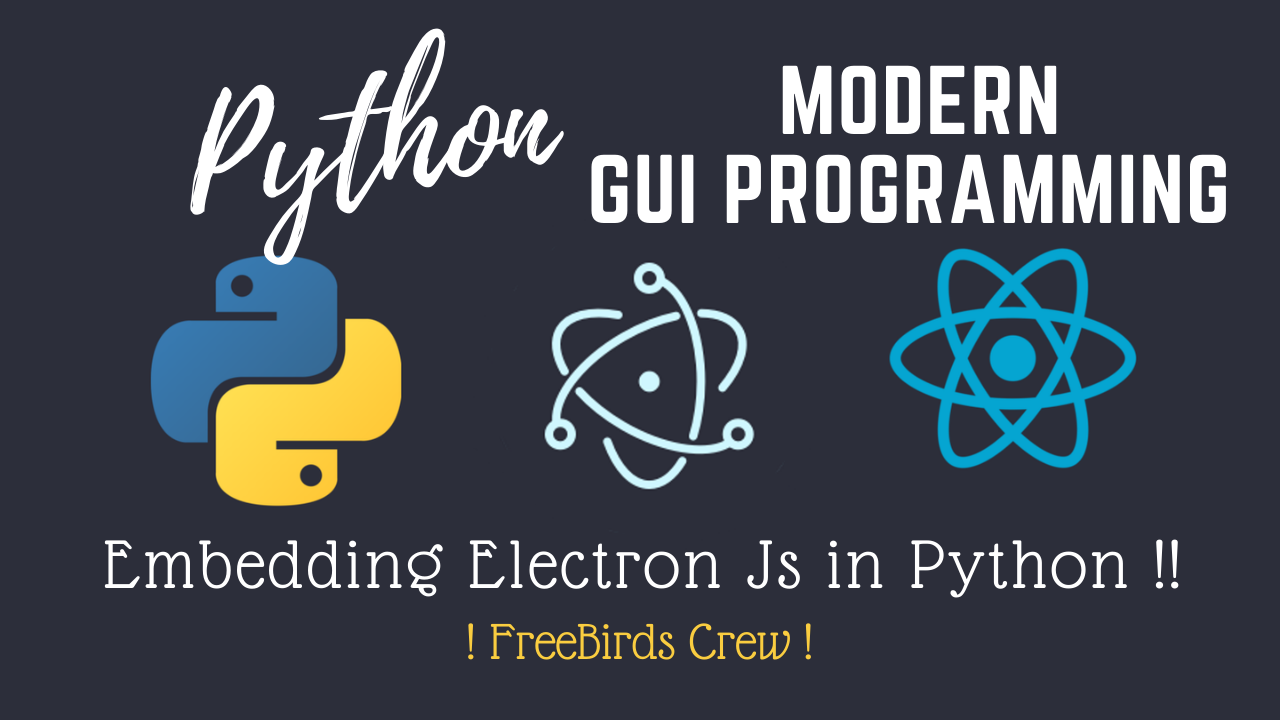 Python
MODERN
GUI PROGRAMMING
Embedding Electron Js in Python !!
! FreeBirds Crew !